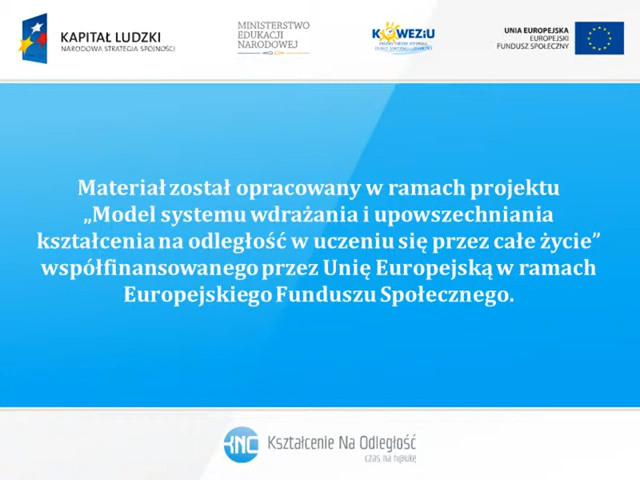 KAPITAŁ LUDZKI
NARODOWA STRATEGIA SPÓJNOŚCI
MINISTERSTWO
EDUKACJI
NARODOWEJ
KOWEZiU
UNIA EUROPEJSKA
EUROPEJSKI
FUNDUSZ SPOŁECZNY
Materiał został opracowany w ramach projektu
„Model systemu wdrażania i upowszechniania
kształcenia na odległość w uczeniu się przez całe życie”
współfinansowanego przez Unię Europejską w ramach
Europejskiego Funduszu Społecznego.
KNO Kształcenie Na Odległość
czas na naukę